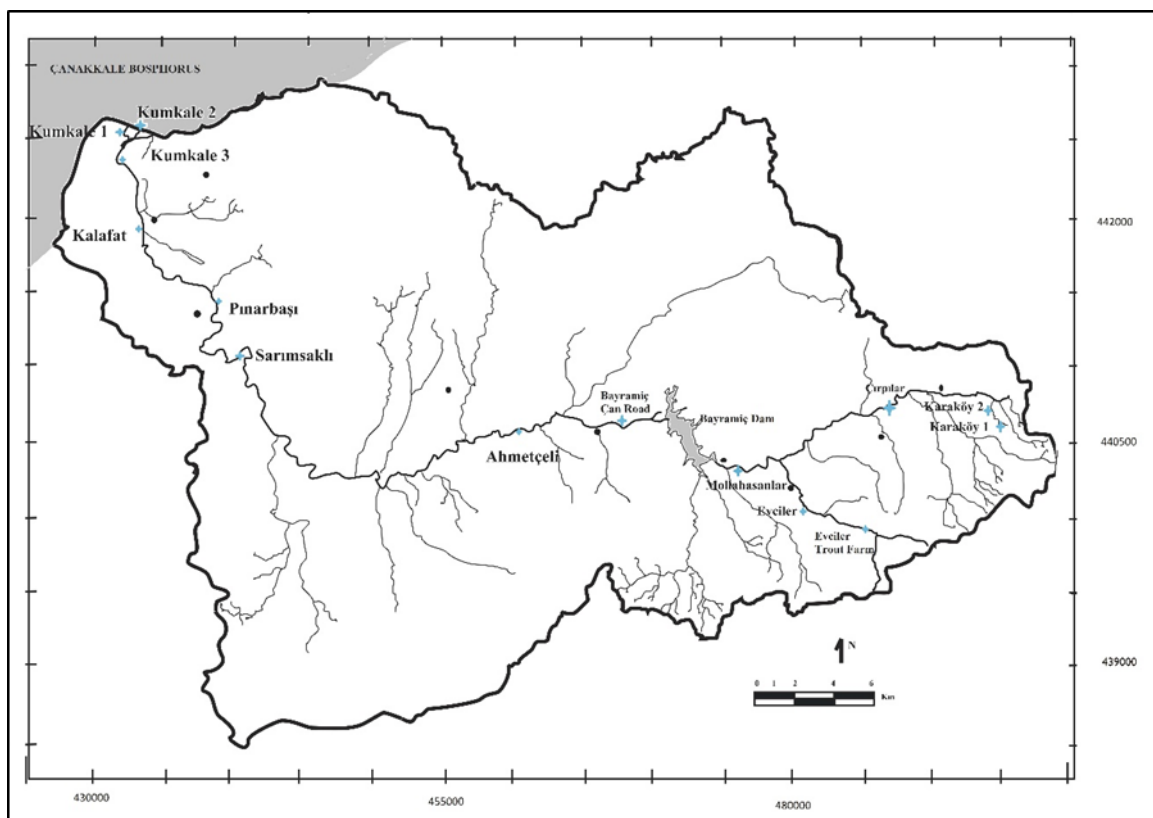 ÇANAKKALE BOSPHORUS
Kumkale 2
Kumkale 1
Kumkale 3
442000
Kalafat
Pınarbaşı
Sarımsaklı
Çırpılar
Bayramiç
Çan Road
Karaköy 2
Bayramiç Dam
Karaköy 1
440500
Ahmetçeli
Mollahasanlar
Evciler
Evciler
Trout Farm
N
439000
0 1 2 4 6
Km
430000
455000
480000